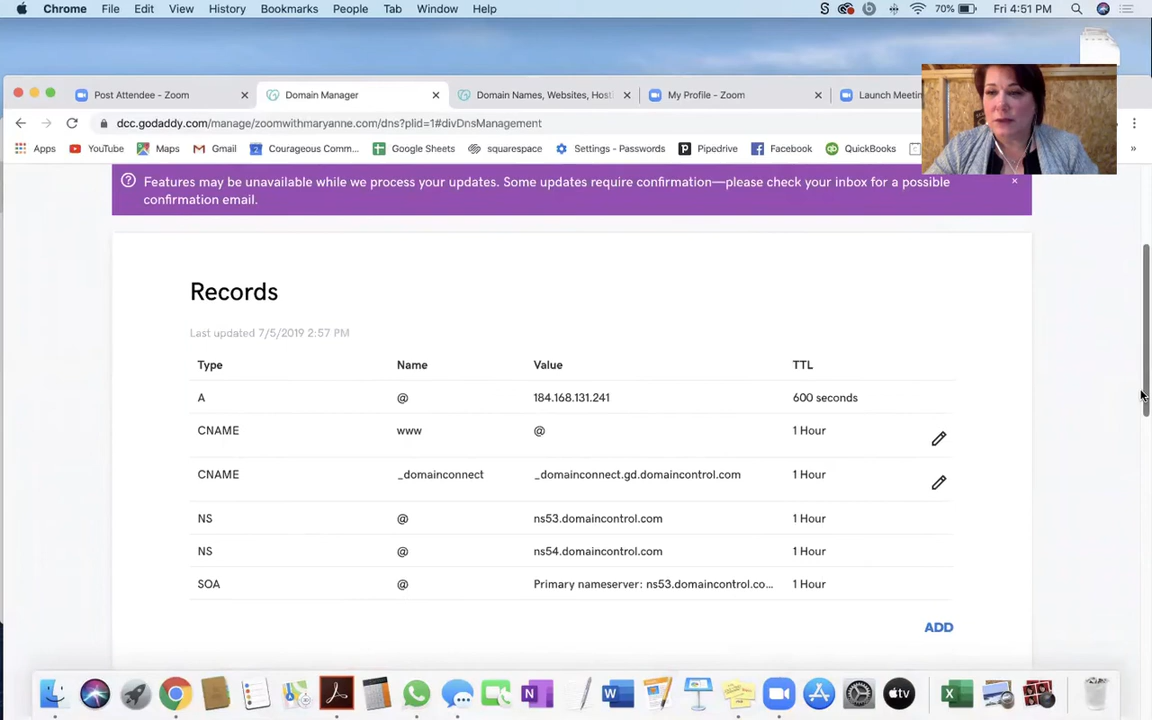 Chrome File Edit View History Bookmarks People Tab Window Help 70% Fri 4:51 PM
Post Attendee - Zoom Domain Manager Domain Names, Websites, Host My Profile - Zoom Launch Meetin
dcc.godaddy.com/manage/zoomwithmaryanne.com/dns?plid=1#divDnsManagement
Apps YouTube Maps Gmail Courageous Comm... Google Sheets squarespace Settings - Passwords Pipedrive Facebook QuickBooks »
Features may be unavailable while we process your updates. Some updates require confirmation—please check your inbox for a possible
confirmation email.
Records
Last updated 7/5/2019 2:57 PM
Type Name Value TTL
A @ 184.168.131.241 600 seconds
CNAME www @ 1 Hour
CNAME _domainconnect _domainconnect.gd.domaincontrol.com 1 Hour
NS @ ns53.domaincontrol.com 1 Hour
NS @ ns54.domaincontrol.com 1 Hour
SOA @ Primary nameserver: ns53.domaincontrol.co... 1 Hour
ADD